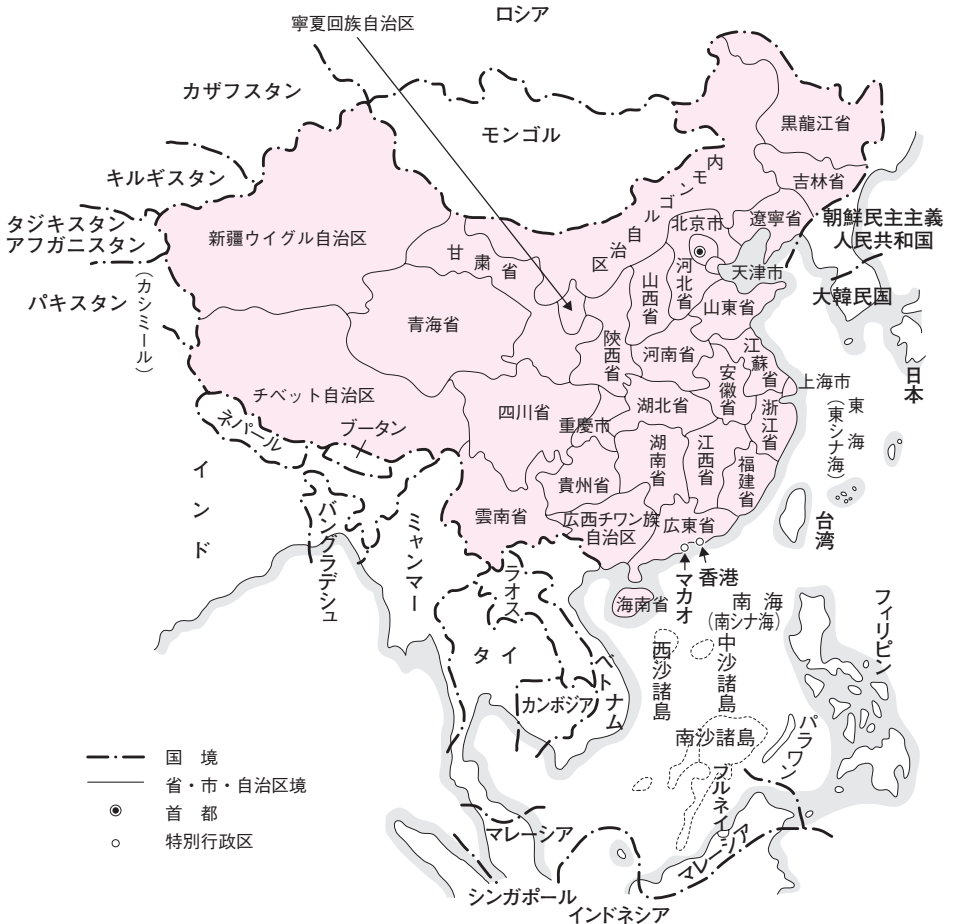 ロシア
寧夏回族自治区
カザフスタン
モンゴル
キルギスタン
タジキスタン
アフガニスタン
パキスタン
(カシミール)
新疆ウイグル自治区
甘粛省
内モンゴル自治区
黒龍江省
吉林省
遼寧省
北京市
天津市
河北省
山西省
山東省
朝鮮民主主義
人民共和国
大韓民国
日本
青海省
陝西省
河南省
江蘇省
安徽省
上海市
チベット自治区
四川省
重慶市
湖北省
浙江省
東海
(東シナ海)
ネパール
ブータン
インド
バングラデシュ
ミャンマー
雲南省
貴州省
湖南省
江西省
福建省
広西チワン族
自治区
広東省
台湾
香港
マカオ
海南省
南海
(南シナ海)
ラオス
タイ
カンボジア
ベトナム
西沙諸島
中沙諸島
南沙諸島
フィリピン
パラワン
ブルネイ
マレーシア
マレーシア
シンガポール
インドネシア
国境
省・市・自治区境
首都
特別行政区